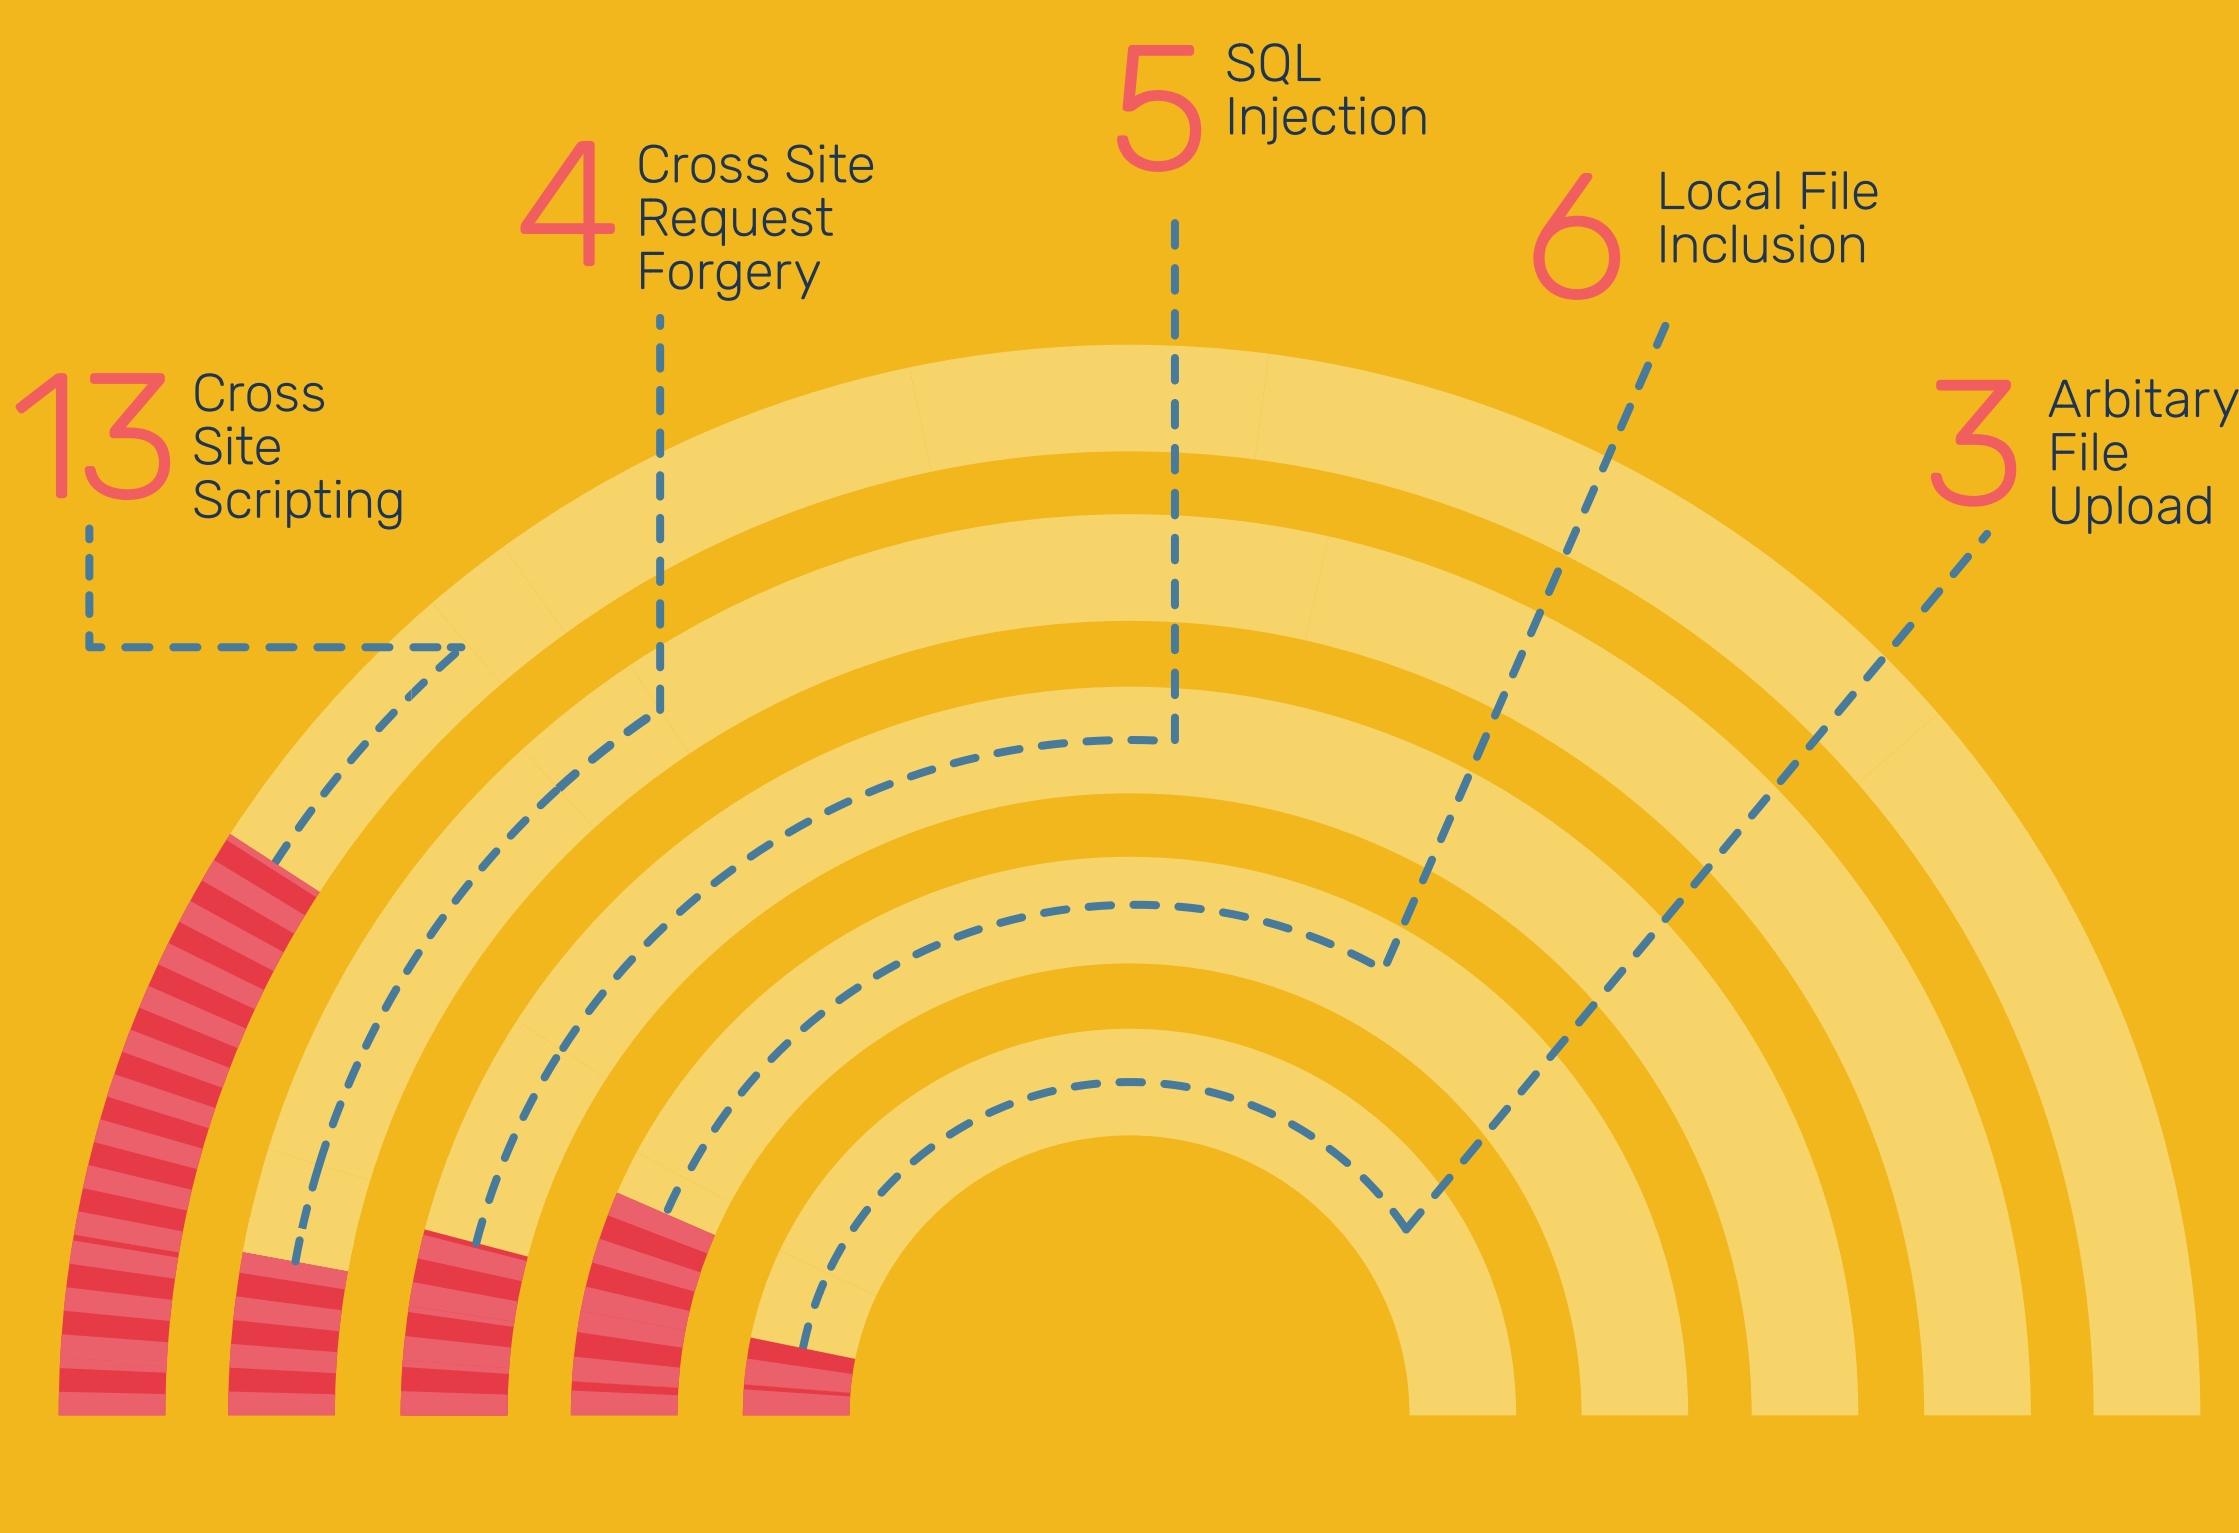 13
Cross
Site
Scripting
4
Cross Site
Request
Forgery
5
SQL
Injection
6
Local File
Inclusion
3
Arbitary
File
Upload